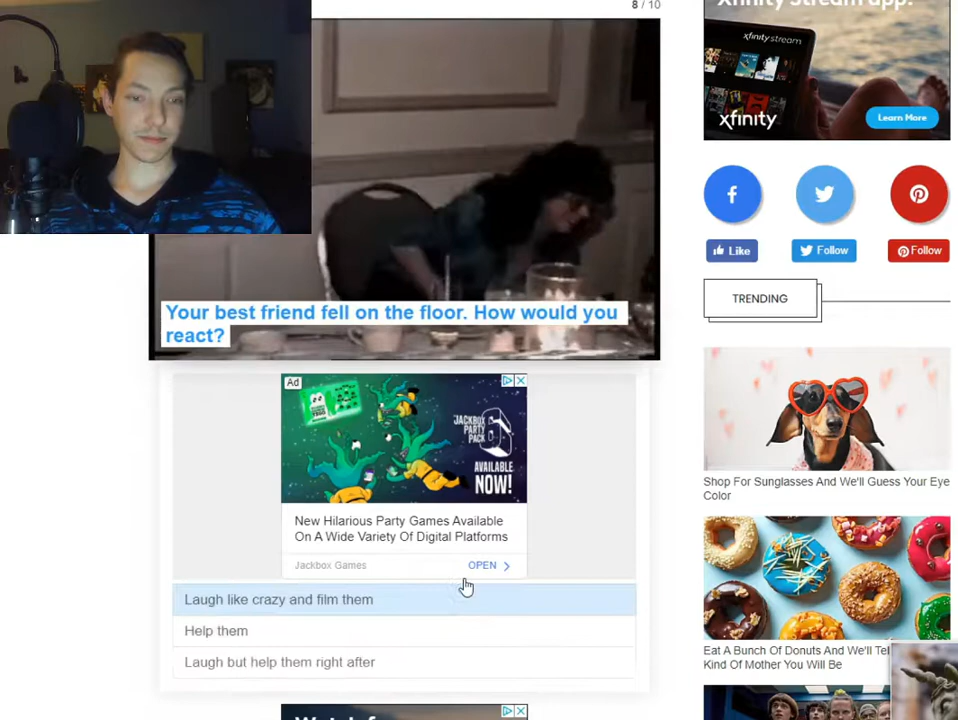 8 / 10
Xfinity Stream app.
xfinity stream
xfinity
Learn More
Your best friend fell on the floor. How would you
react?
Like
Follow
Follow
TRENDING
Ad
JACKBOX
PARTY
PACK
AVAILABLE
NOW!
New Hilarious Party Games Available
On A Wide Variety Of Digital Platforms
Jackbox Games
OPEN
Laugh like crazy and film them
Help them
Laugh but help them right after
Shop For Sunglasses And We'll Guess Your Eye
Color
Eat A Bunch Of Donuts And We'll Tell
Kind Of Mother You Will Be